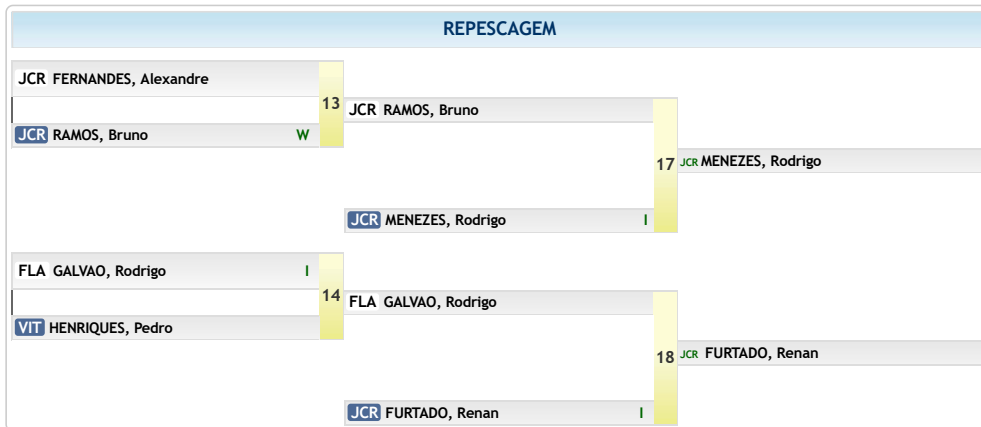 REPESCAGEM
JCR FERNANDES, Alexandre
13
JCR RAMOS, Bruno
JCR RAMOS, Bruno W
17
JCR MENEZES, Rodrigo
JCR MENEZES, Rodrigo I
FLA GALVAO, Rodrigo I
14
FLA GALVAO, Rodrigo
VIT HENRIQUES, Pedro
18
JCR FURTADO, Renan
JCR FURTADO, Renan I